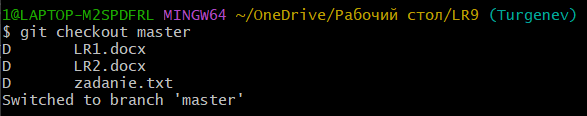 1@LAPTOP-M2SPDFRL MINGW64 ~/OneDrive/Рабочий стол/LR9 (Turgenev)
$ git checkout master
D       LR1.docx
D       LR2.docx
D       zadanie.txt
Switched to branch 'master'